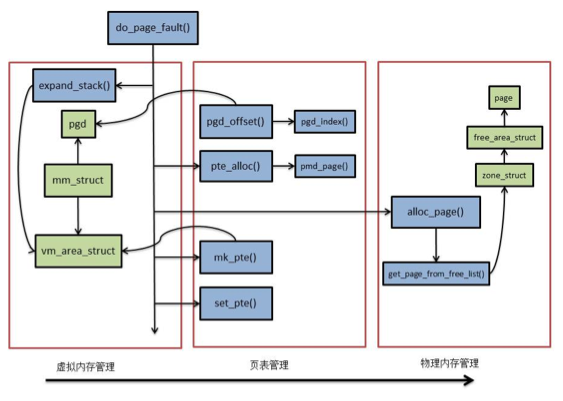 do_page_fault()
expand_stack()
pgd
mm_struct
vm_area_struct
pgd_offset()
pgd_Index()
pte_alloc()
pmd_page()
mk_pte()
set_pte()
page
free_area_struct
zone_struct
alloc_page()
get_page_from_free_list()
虚拟内存管理
页表管理
物理内存管理